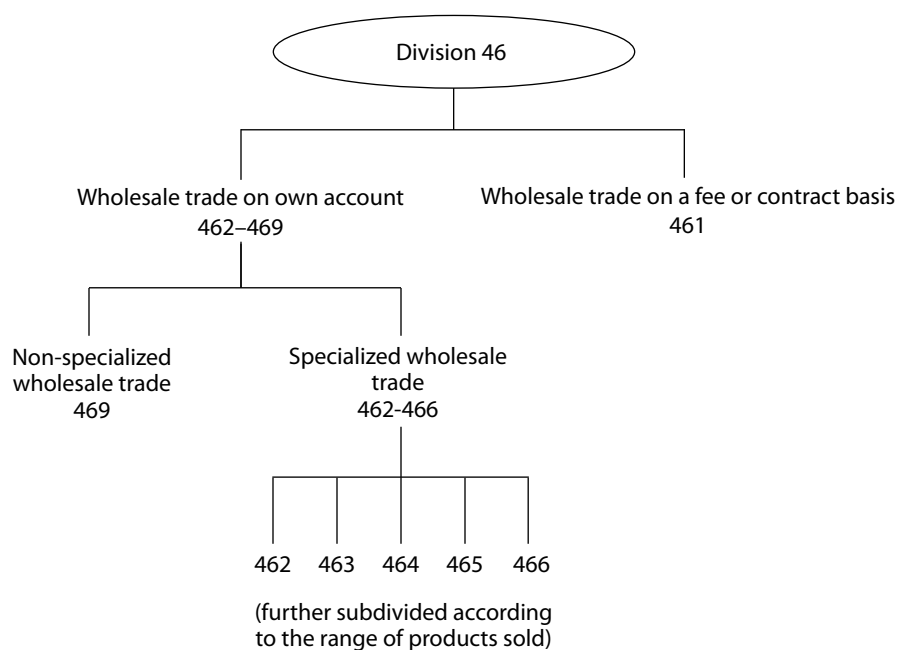 Division 46
Wholesale trade on own account
462–469
Wholesale trade on a fee or contract basis
461
Non-specialized
wholesale trade
469
Specialized wholesale
trade
462-466
462
463
464
465
466
(further subdivided according
to the range of products sold)